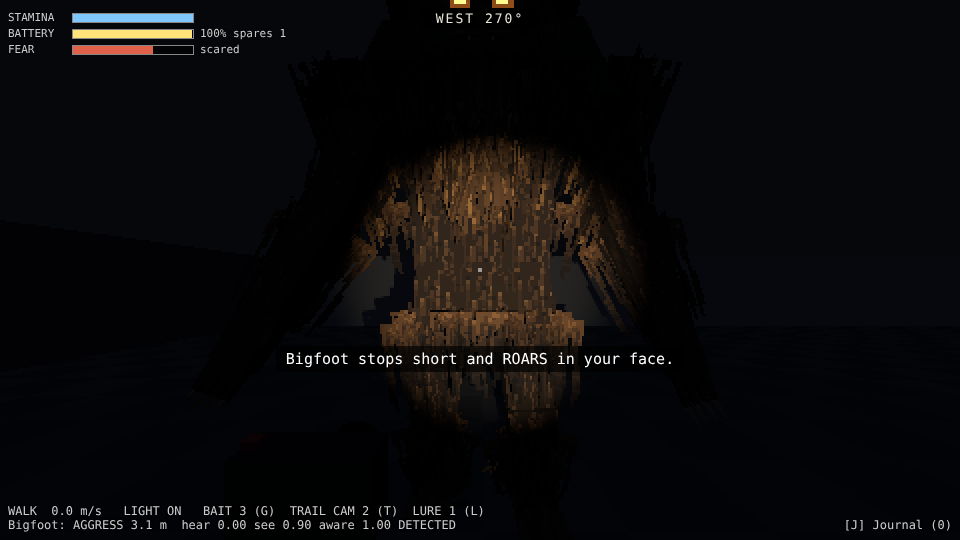 STAMINA
WEST 270°
BATTERY 100% spares 1
FEAR scared
Bigfoot stops short and ROARS in your face.
WALK 0.0 m/s LIGHT ON BAIT 3 (G) TRAIL CAM 2 (T) LURE 1 (L)
Bigfoot: AGGRESS 3.1 m hear 0.00 see 0.90 aware 1.00 DETECTED
[J] Journal (0)